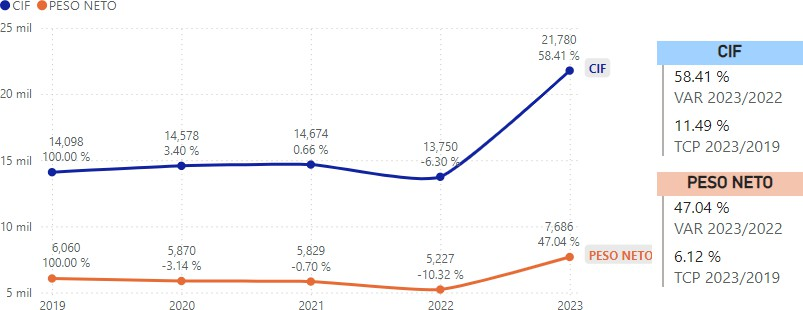 CIF PESO NETO
25 mil
20 mil
15 mil
10 mil
5 mil
14,098
100.00 %
14,578
3.40 %
14,674
0.66 %
13,750
-6.30 %
21,780
58.41 %
CIF
6,060
100.00 %
5,870
-3.14 %
5,829
-0.70 %
5,227
-10.32 %
7,686
47.04 %
PESO NETO
2019 2020 2021 2022 2023
CIF
58.41 %
VAR 2023/2022
11.49 %
TCP 2023/2019
PESO NETO
47.04 %
VAR 2023/2022
6.12 %
TCP 2023/2019